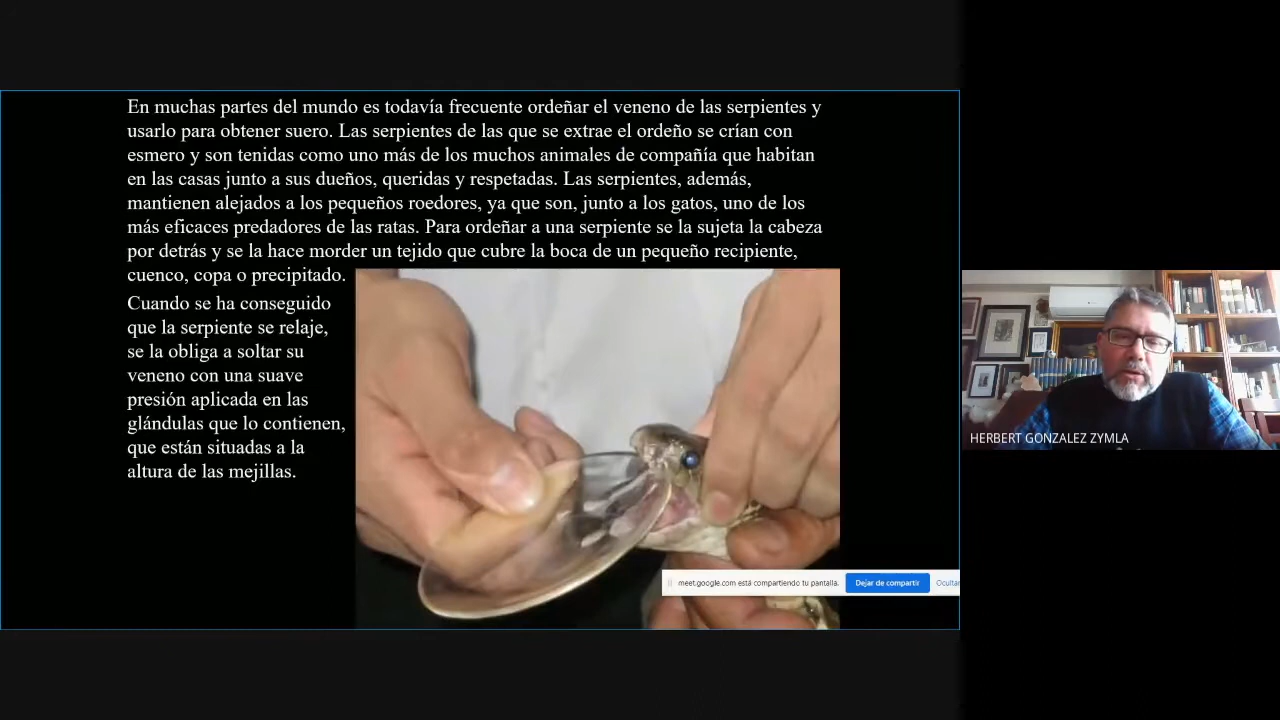 En muchas partes del mundo es todavía frecuente ordeñar el veneno de las serpientes y
usarlo para obtener suero. Las serpientes de las que se extrae el ordeño se crían con
esmero y son tenidas como uno más de los muchos animales de compañía que habitan
en las casas junto a sus dueños, queridas y respetadas. Las serpientes, además,
mantienen alejados a los pequeños roedores, ya que son, junto a los gatos, uno de los
más eficaces predadores de las ratas. Para ordeñar a una serpiente se la sujeta la cabeza
por detrás y se la hace morder un tejido que cubre la boca de un pequeño recipiente,
cuenco, copa o precipitado.
Cuando se ha conseguido
que la serpiente se relaje,
se la obliga a soltar su
veneno con una suave
presión aplicada en las
glándulas que lo contienen,
que están situadas a la
altura de las mejillas.
meet.google.com está compartiendo tu pantalla.
Dejar de compartir
Ocultar
HERBERT GONZALEZ ZYMLA